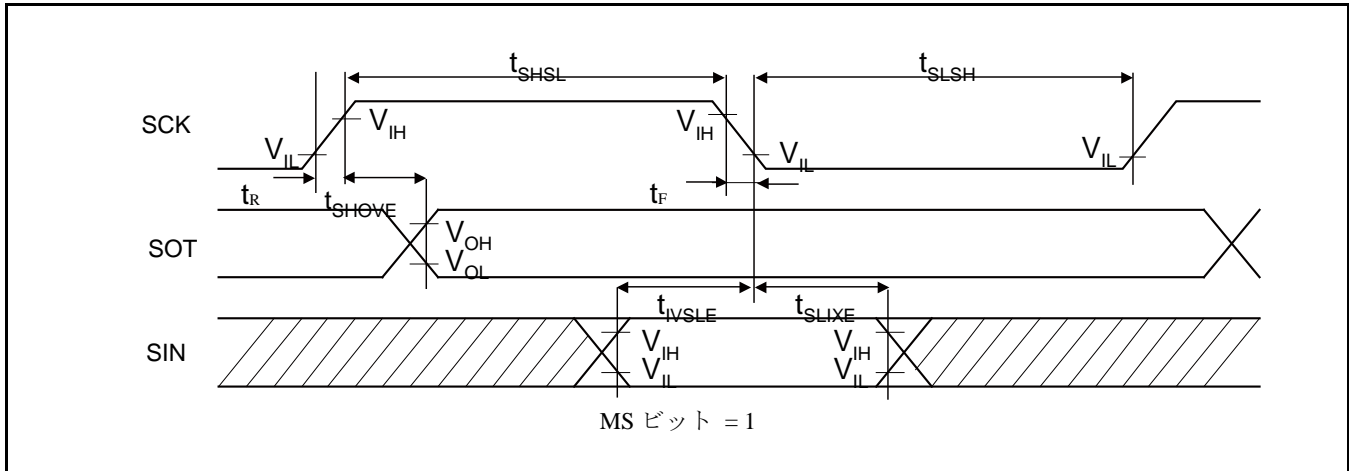 tSHSL tSLSH
SCK VIH VIH
VIL VIL VIL
tR tSHOVE tF
SOT VOH
VOL
tIVSLE tSLIXE
SIN VIH VIH
VIL VIL
MS ビット = 1